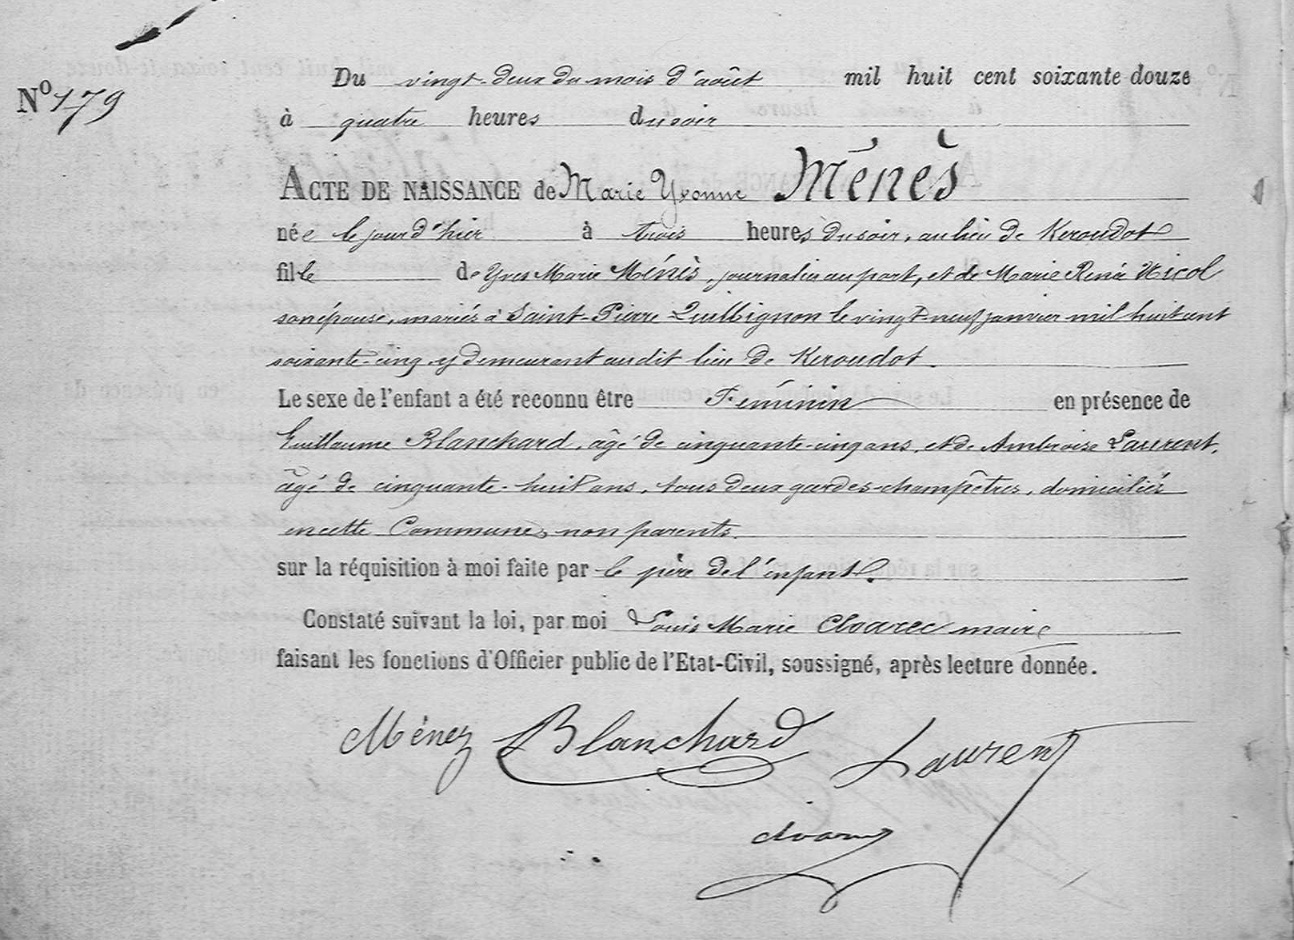 Nº 179
Du vingt-deux du mois d'août mil huit cent soixante douze
à quatre heures du soir
ACTE DE NAISSANCE de Marie Yvonne Ménès
née le jour d'hier à trois heures du soir, au lieu de Keroudot
fille de Yves Marie Ménès, journalier au port, et de Marie Renée Nicol
son épouse, mariés à Saint-Pierre Quilbignon le vingt-neuf janvier mil huit cent
soixante-cinq, y demeurant au dit lieu de Keroudot.
Le sexe de l'enfant a été reconnu être Féminin en présence de
Guillaume Blanchard, âgé de cinquante-cinq ans, et de Ambroise Laurent,
âgé de cinquante-huit ans, tous deux gardes-champêtres, domiciliés
en cette Commune, non parents.
sur la réquisition à moi faite par le père de l'enfant.
Constaté suivant la loi, par moi Louis Marie Cloarec maire
faisant les fonctions d'Officier public de l'Etat-Civil, soussigné, après lecture donnée.
Ménez Blanchard Laurent